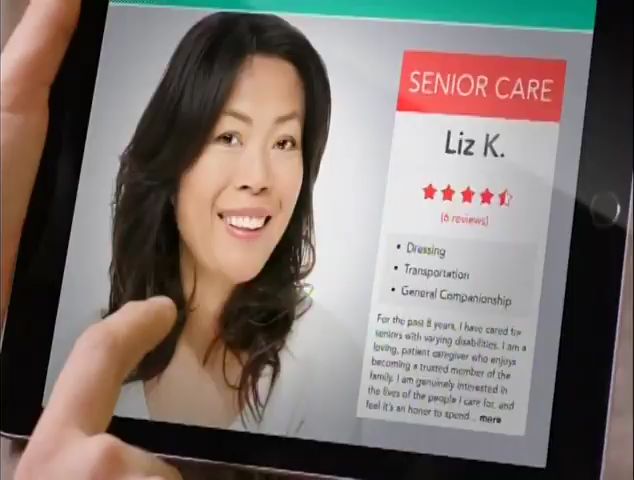 SENIOR CARE
Liz K.
(6 reviews)
• Dressing
• Transportation
• General Companionship
For the past 8 years, I have cared for
seniors with varying disabilities. I am a
loving, patient caregiver who enjoys
becoming a trusted member of the
family. I am genuinely interested in
the lives of the people I care for, and
feel it's an honor to spend... more